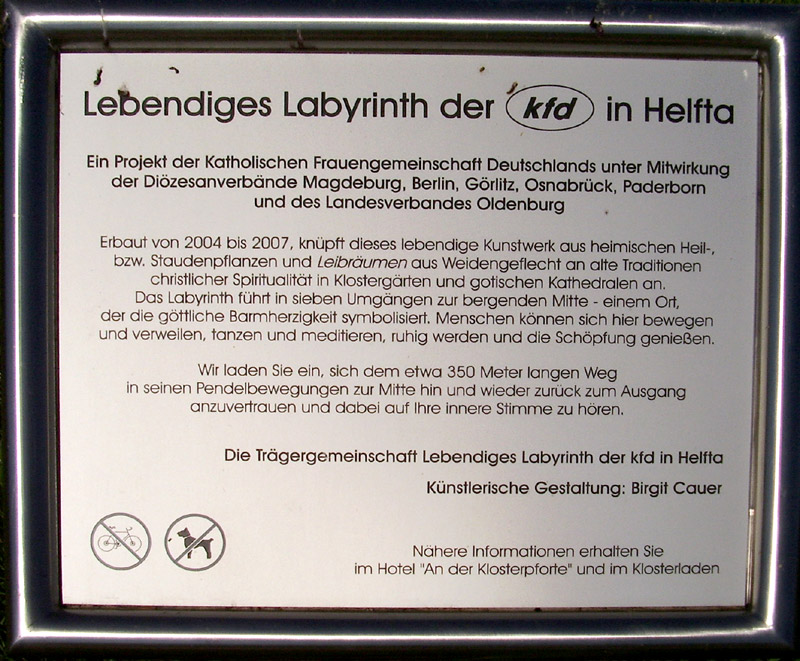 Lebendiges Labyrinth der kfd in Helfta
Ein Projekt der Katholischen Frauengemeinschaft Deutschlands unter Mitwirkung
der Diözesanverbände Magdeburg, Berlin, Görlitz, Osnabrück, Paderborn
und des Landesverbandes Oldenburg
Erbaut von 2004 bis 2007, knüpft dieses lebendige Kunstwerk aus heimischen Heil-,
bzw. Staudenpflanzen und Leibräumen aus Weidengeflecht an alte Traditionen
christlicher Spiritualität in Klostergärten und gotischen Kathedralen an.
Das Labyrinth führt in sieben Umgängen zur bergenden Mitte - einem Ort,
der die göttliche Barmherzigkeit symbolisiert. Menschen können sich hier bewegen
und verweilen, tanzen und meditieren, ruhig werden und die Schöpfung genießen.
Wir laden Sie ein, sich dem etwa 350 Meter langen Weg
in seinen Pendelbewegungen zur Mitte hin und wieder zurück zum Ausgang
anzuvertrauen und dabei auf Ihre innere Stimme zu hören.
Die Trägergemeinschaft Lebendiges Labyrinth der kfd in Helfta
Künstlerische Gestaltung: Birgit Cauer
Nähere Informationen erhalten Sie
im Hotel "An der Klosterpforte" und im Klosterladen